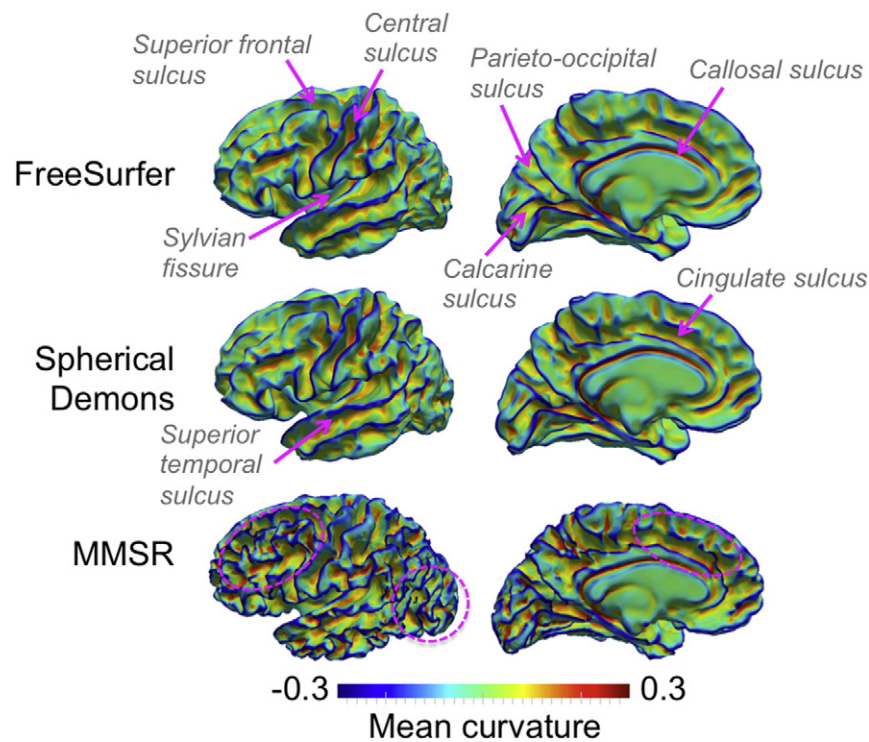 Superior frontal
sulcus
Central
sulcus
Parieto-occipital
sulcus
Callosal sulcus
FreeSurfer
Sylvian
fissure
Calcarine
sulcus
Cingulate sulcus
Spherical
Demons
Superior
temporal
sulcus
MMSR
-0.3
0.3
Mean curvature